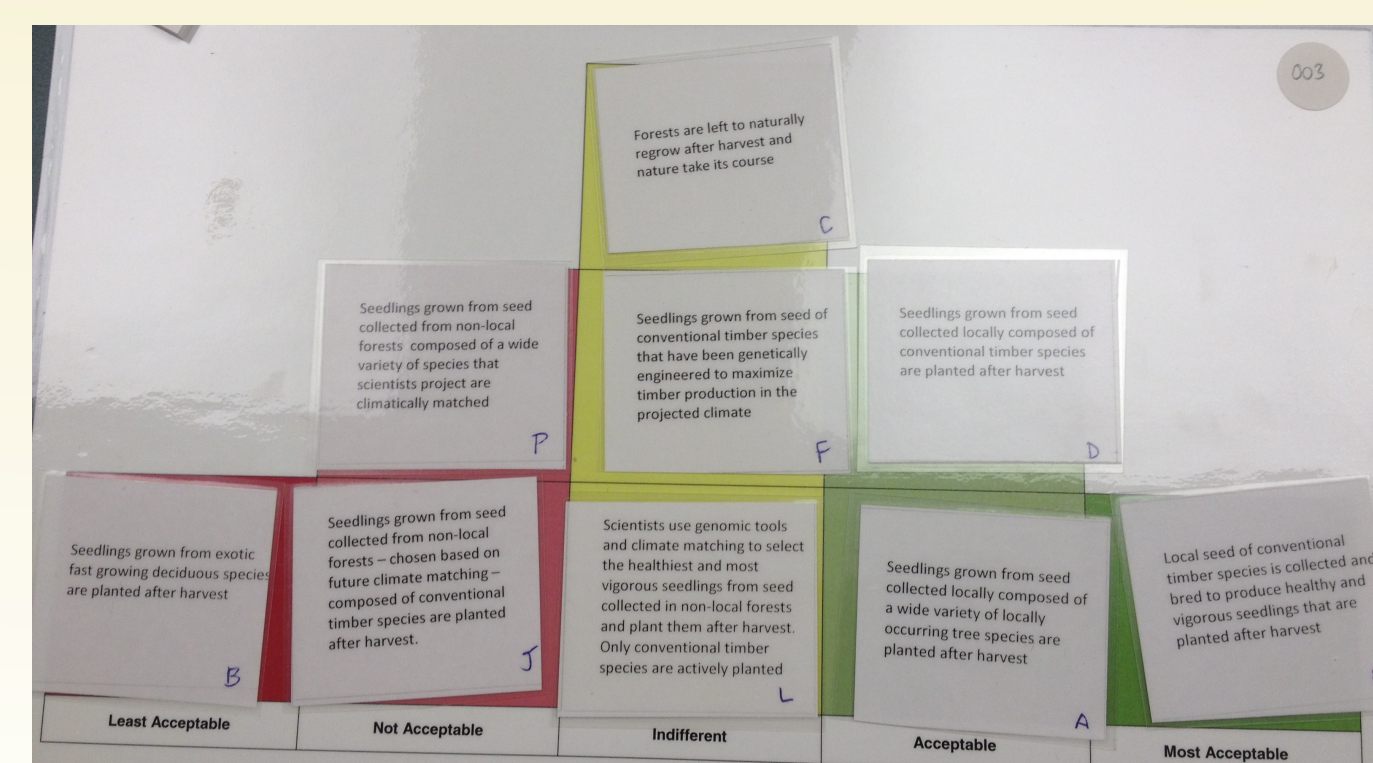 003
Forests are left to naturally
regrow after harvest and
nature take its course
C
Seedlings grown from seed
collected from non-local
forests composed of a wide
variety of species that
scientists project are
climatically matched
P
Seedlings grown from seed of
conventional timber species
that have been genetically
engineered to maximize
timber production in the
projected climate
F
Seedlings grown from seed
collected locally composed of
conventional timber species
are planted after harvest
D
Seedlings grown from exotic
fast growing deciduous species
are planted after harvest
B
Seedlings grown from seed
collected from non-local
forests – chosen based on
future climate matching –
composed of conventional
timber species are planted
after harvest.
J
Scientists use genomic tools
and climate matching to select
the healthiest and most
vigorous seedlings from seed
collected in non-local forests
and plant them after harvest.
Only conventional timber
species are actively planted
L
Seedlings grown from seed
collected locally composed of
a wide variety of locally
occurring tree species are
planted after harvest
A
Local seed of conventional
timber species is collected and
bred to produce healthy and
vigorous seedlings that are
planted after harvest
Least Acceptable
Not Acceptable
Indifferent
Acceptable
Most Acceptable